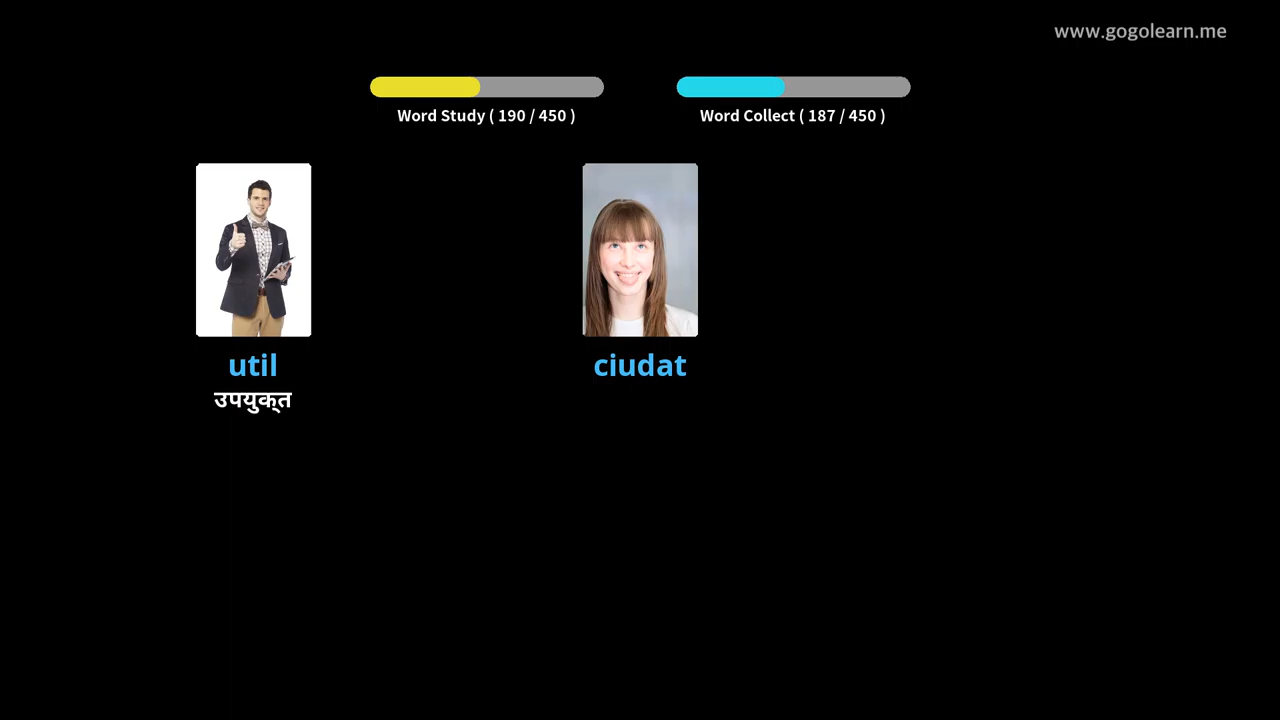 www.gogolearn.me
Word Study ( 190 / 450 )
Word Collect ( 187 / 450 )
util
ciudat
उपयुक्त